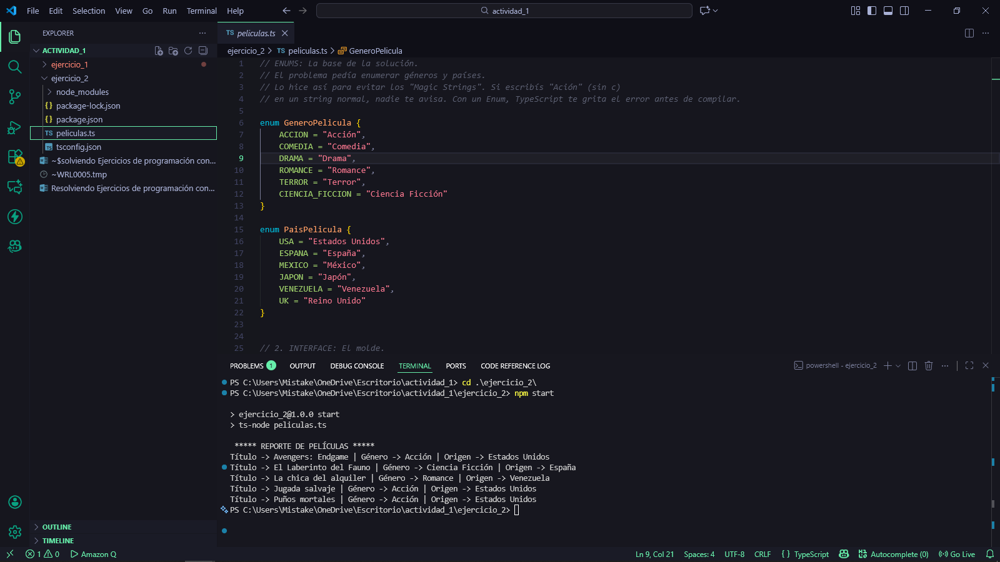 File Edit Selection View Go Run Terminal Help
actividad_1
EXPLORER
ACTIVIDAD_1
ejercicio_1
ejercicio_2
node_modules
package-lock.json
package.json
TS peliculas.ts
tsconfig.json
~$solviendo Ejercicios de programación con...
~WRL0005.tmp
Resolviendo Ejercicios de programación con...
OUTLINE
TIMELINE
TS peliculas.ts
ejercicio_2 > TS peliculas.ts > GeneroPelicula
1 // ENUMS: La base de la solución.
2 // El problema pedía enumerar géneros y países.
3 // Lo hice así para evitar los "Magic Strings". Si escribís "Ación" (sin c)
4 // en un string normal, nadie te avisa. Con un Enum, TypeScript te grita el error antes de compilar.
5
6 enum GeneroPelicula {
7 ACCION = "Acción",
8 COMEDIA = "Comedia",
9 DRAMA = "Drama",
10 ROMANCE = "Romance",
11 TERROR = "Terror",
12 CIENCIA_FICCION = "Ciencia Ficción"
13 }
14
15 enum PaisPelicula {
16 USA = "Estados Unidos",
17 ESPANA = "España",
18 MEXICO = "México",
19 JAPON = "Japón",
20 VENEZUELA = "Venezuela",
21 UK = "Reino Unido"
22 }
23
24
25 // 2. INTERFACE: El molde.
PROBLEMS 1 OUTPUT DEBUG CONSOLE TERMINAL PORTS CODE REFERENCE LOG
powershell - ejercicio_2
PS C:\Users\Mistake\OneDrive\Escritorio\actividad_1> cd .\ejercicio_2\
PS C:\Users\Mistake\OneDrive\Escritorio\actividad_1\ejercicio_2> npm start
> ejercicio_2@1.0.0 start
> ts-node peliculas.ts
***** REPORTE DE PELÍCULAS *****
Título -> Avengers: Endgame | Género -> Acción | Origen -> Estados Unidos
Título -> El Laberinto del Fauno | Género -> Ciencia Ficción | Origen -> España
Título -> La chica del alquiler | Género -> Romance | Origen -> Venezuela
Título -> Jugada salvaje | Género -> Acción | Origen -> Estados Unidos
Título -> Puños mortales | Género -> Acción | Origen -> Estados Unidos
PS C:\Users\Mistake\OneDrive\Escritorio\actividad_1\ejercicio_2>
1 0 Amazon Q
Ln 9, Col 21 Spaces: 4 UTF-8 CRLF { } TypeScript Autocomplete (0) Go Live